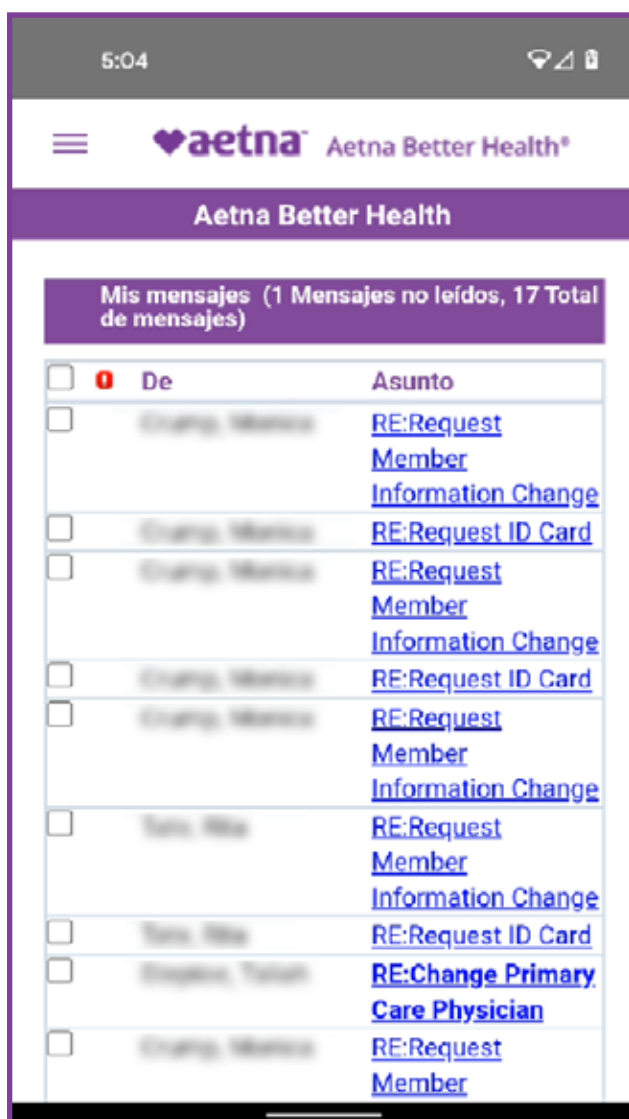 5:04
aetna Aetna Better Health®
Aetna Better Health
Mis mensajes (1 Mensajes no leídos, 17 Total
de mensajes)
De Asunto
RE:Request
Member
Information Change
RE:Request ID Card
RE:Request
Member
Information Change
RE:Request ID Card
RE:Request
Member
Information Change
RE:Request
Member
Information Change
RE:Request ID Card
RE:Change Primary
Care Physician
RE:Request
Member